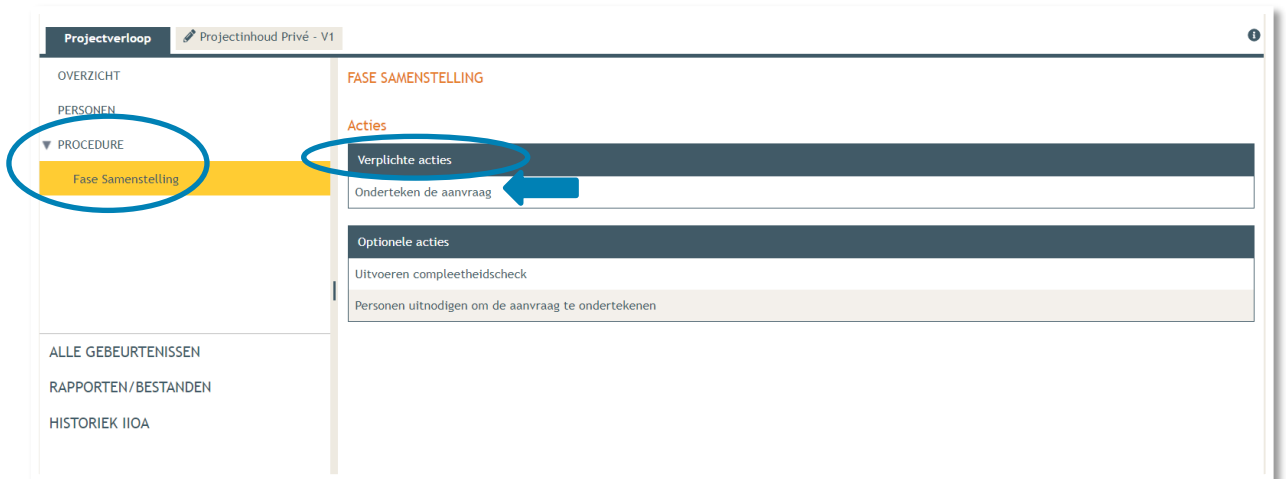 Projectverloop
Projectinhoud Privé - V1
OVERZICHT
PERSONEN
PROCEDURE
Fase Samenstelling
ALLE GEBEURTENISSEN
RAPPORTEN/BESTANDEN
HISTORIEK IIOA
FASE SAMENSTELLING
Acties
Verplichte acties
Onderteken de aanvraag
Optionele acties
Uitvoeren compleetheidscheck
Personen uitnodigen om de aanvraag te ondertekenen